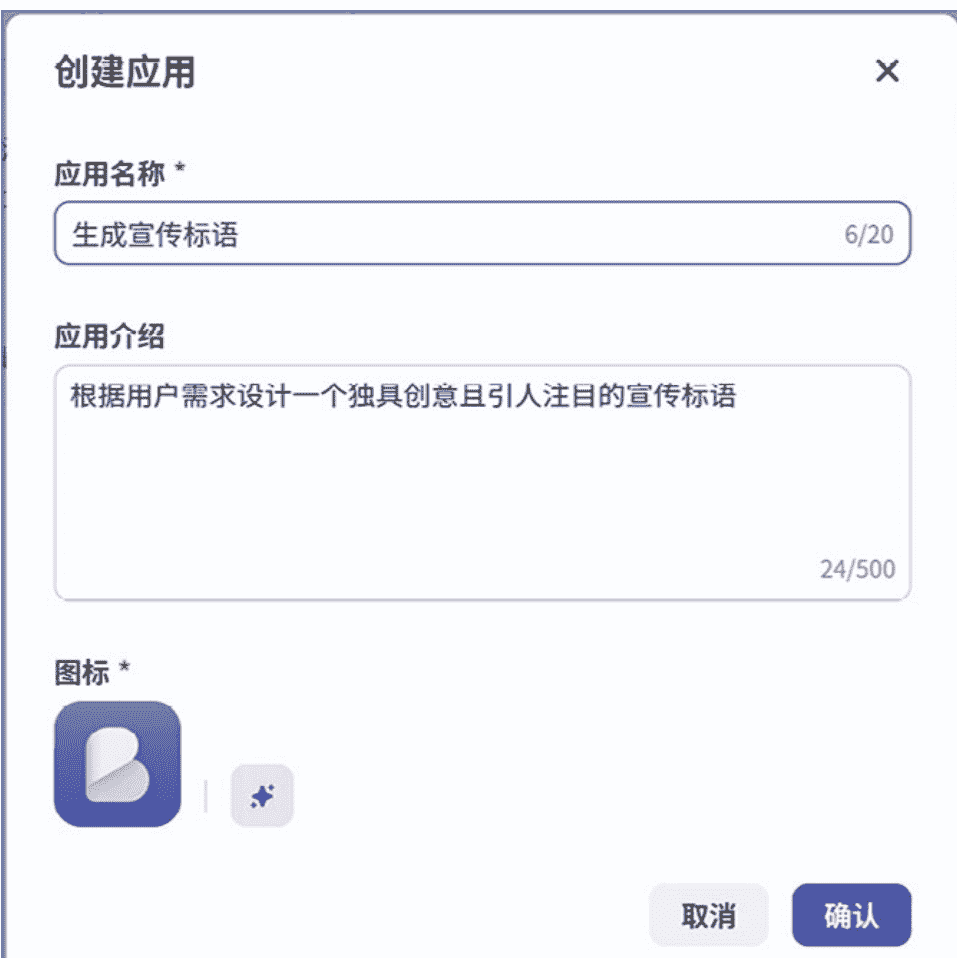 创建应用
应用名称 *
生成宣传标语 6/20
应用介绍
根据用户需求设计一个独具创意且引人注目的宣传标语
24/500
图标 *
取消 确认